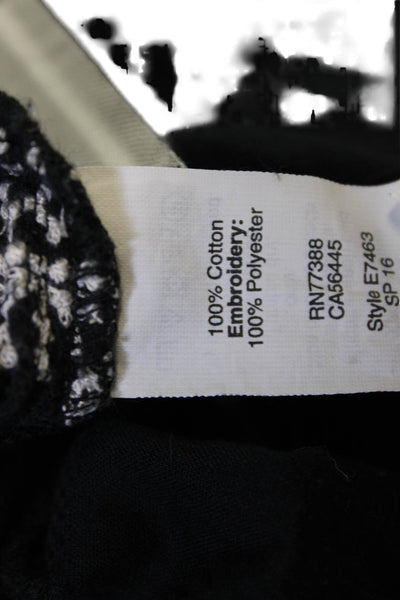 100% Cotton
Embroidery:
100% Polyester
RN77388
CA56445
Style E7463
SP 16